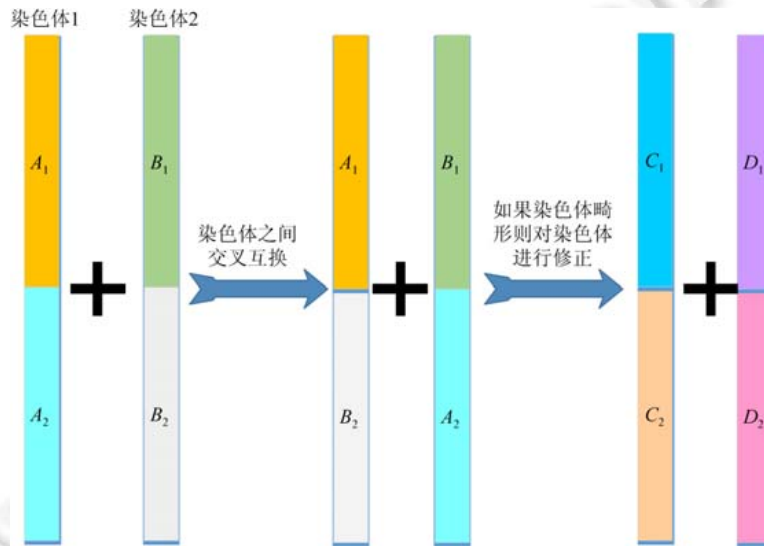 染色体1 染色体2
A₁ B₁ A₁ B₁ C₁ D₁
染色体之间
交叉互换
如果染色体畸
形则对染色体
进行修正
A₂ B₂ B₂ A₂ C₂ D₂